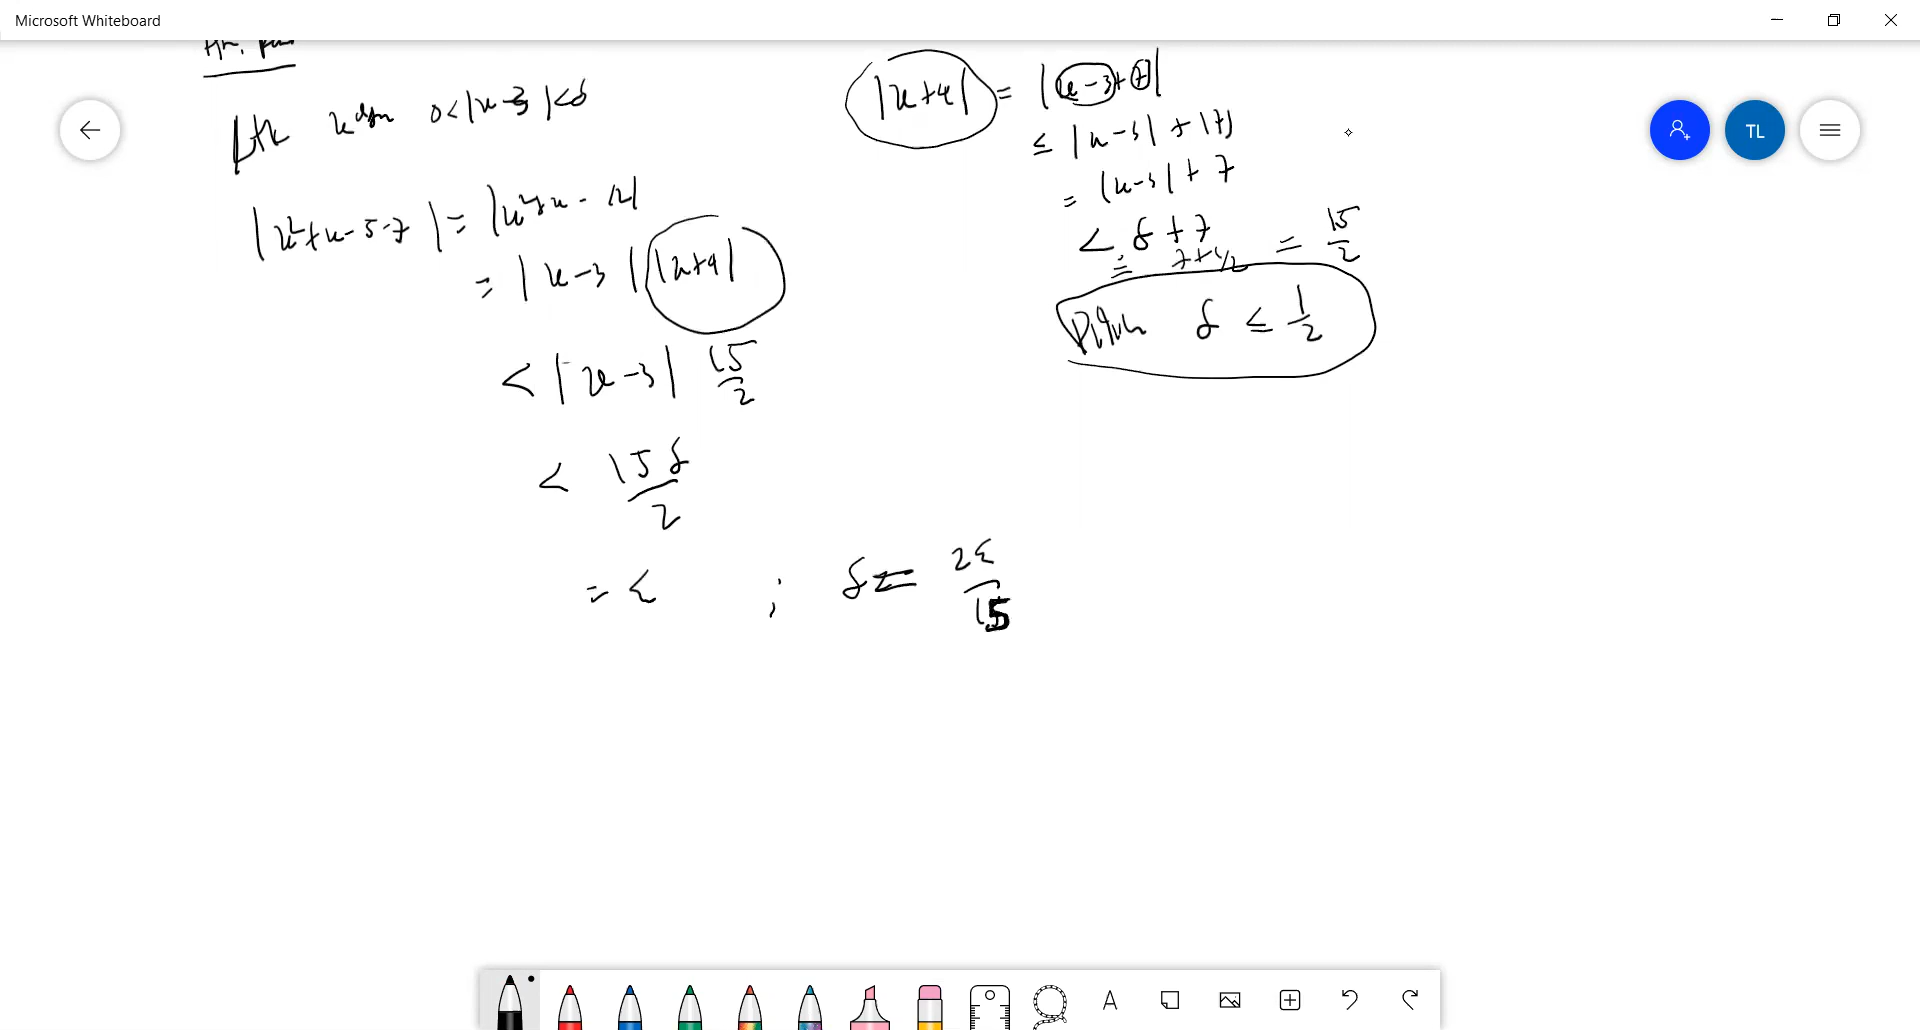 Microsoft Whiteboard
TL
0 < |x-3| < δ
|x²+x-5-7| = |x²+x-12|
= |x-3||x+4|
< |x-3| 15/2
< 15δ/2
= ε ; δ = 2ε/15
|x+4| = |x-3+7|
≤ |x-3| + |7|
= |x-3| + 7
< δ + 7
= 7+1/2 = 15/2
δ ≤ 1/2
A